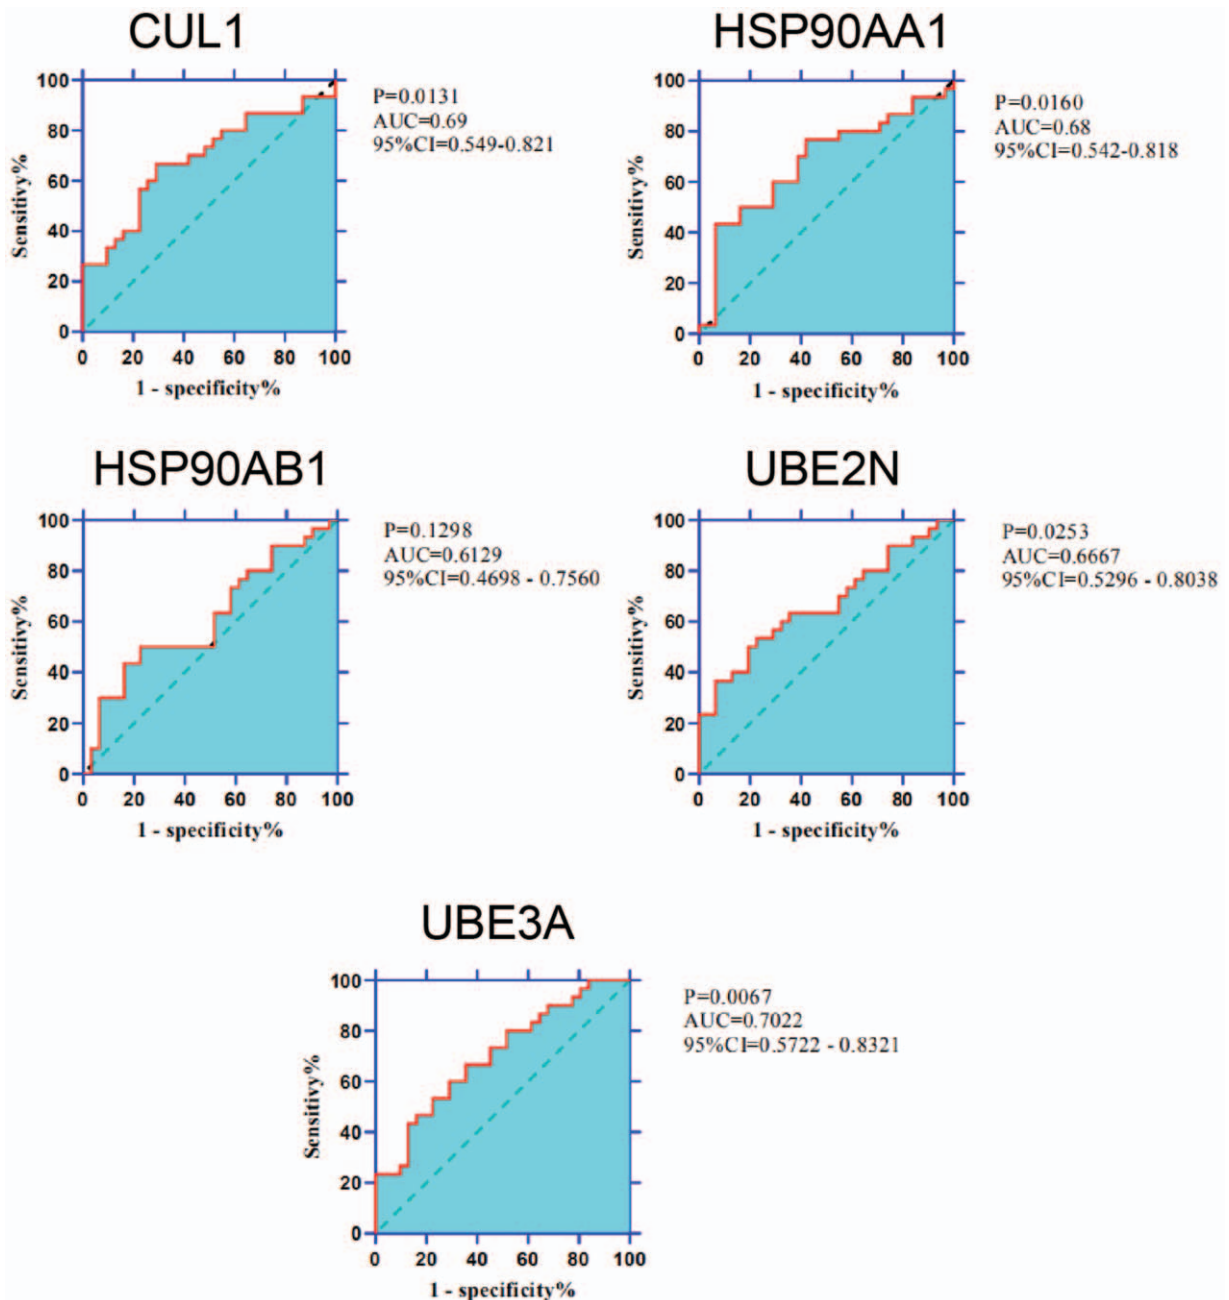 CUL1
100
80
60
40
20
0
Sensitivy%
0 20 40 60 80 100
1 - specificity%
P=0.0131
AUC=0.69
95%CI=0.549-0.821
HSP90AA1
100
80
60
40
20
0
Sensitivy%
0 20 40 60 80 100
1 - specificity%
P=0.0160
AUC=0.68
95%CI=0.542-0.818
HSP90AB1
100
80
60
40
20
0
Sensitivy%
0 20 40 60 80 100
1 - specificity%
P=0.1298
AUC=0.6129
95%CI=0.4698 - 0.7560
UBE2N
100
80
60
40
20
0
Sensitivy%
0 20 40 60 80 100
1 - specificity%
P=0.0253
AUC=0.6667
95%CI=0.5296 - 0.8038
UBE3A
100
80
60
40
20
0
Sensitivy%
0 20 40 60 80 100
1 - specificity%
P=0.0067
AUC=0.7022
95%CI=0.5722 - 0.8321